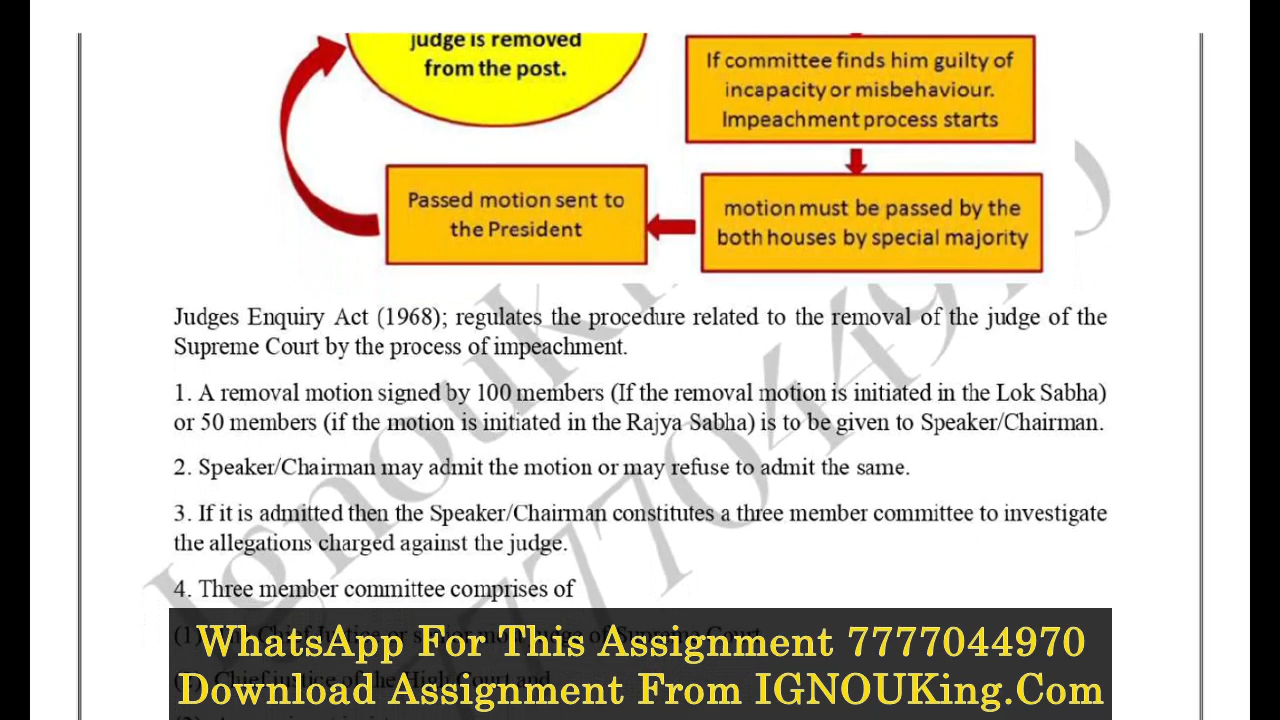 judge is removed
from the post.
If committee finds him guilty of
incapacity or misbehaviour.
Impeachment process starts
Passed motion sent to
the President
motion must be passed by the
both houses by special majority
Judges Enquiry Act (1968); regulates the procedure related to the removal of the judge of the
Supreme Court by the process of impeachment.
1. A removal motion signed by 100 members (If the removal motion is initiated in the Lok Sabha)
or 50 members (if the motion is initiated in the Rajya Sabha) is to be given to Speaker/Chairman.
2. Speaker/Chairman may admit the motion or may refuse to admit the same.
3. If it is admitted then the Speaker/Chairman constitutes a three member committee to investigate
the allegations charged against the judge.
4. Three member committee comprises of
WhatsApp For This Assignment 7777044970
Download Assignment From IGNOUKing.Com